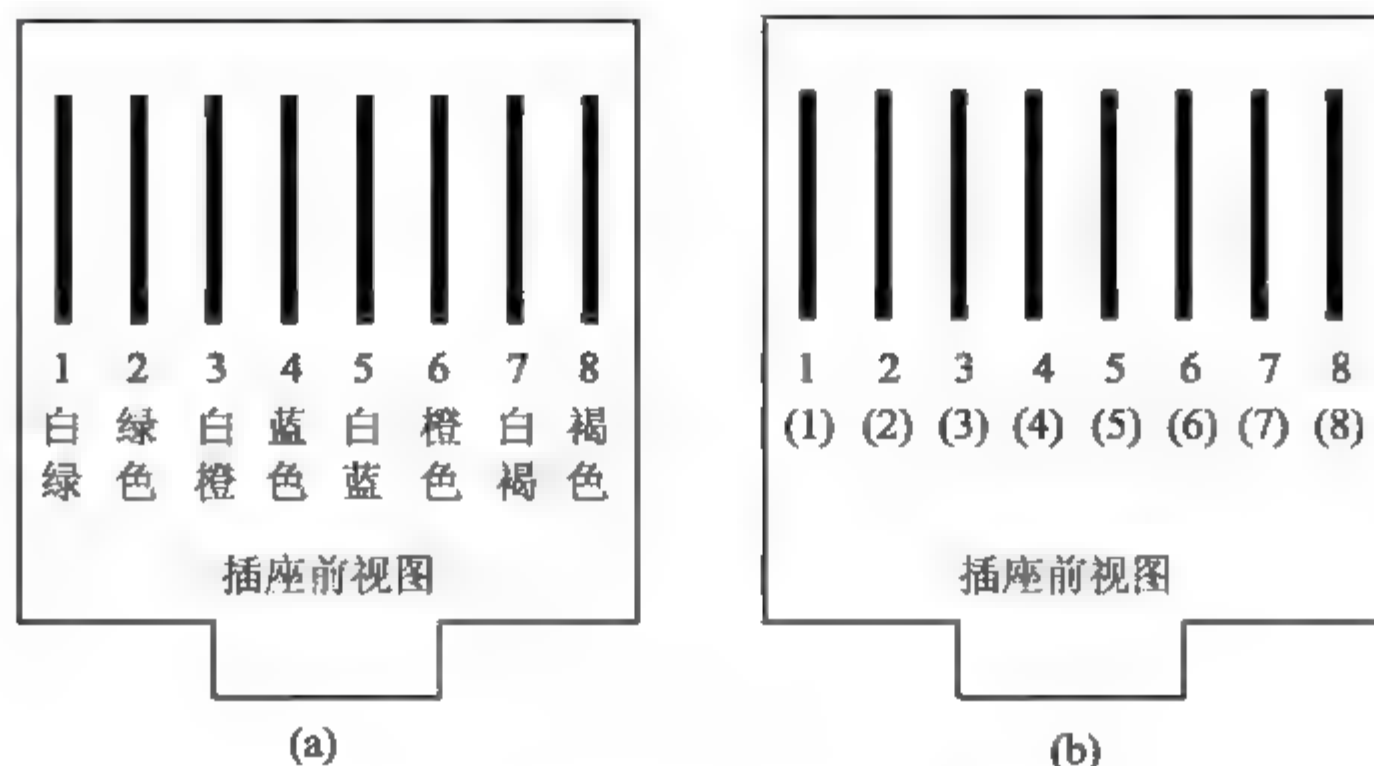 1 2 3 4 5 6 7 8
白绿 绿色 白橙 蓝色 白蓝 橙色 白褐 褐色
插座前视图
(a)
1 2 3 4 5 6 7 8
(1) (2) (3) (4) (5) (6) (7) (8)
插座前视图
(b)